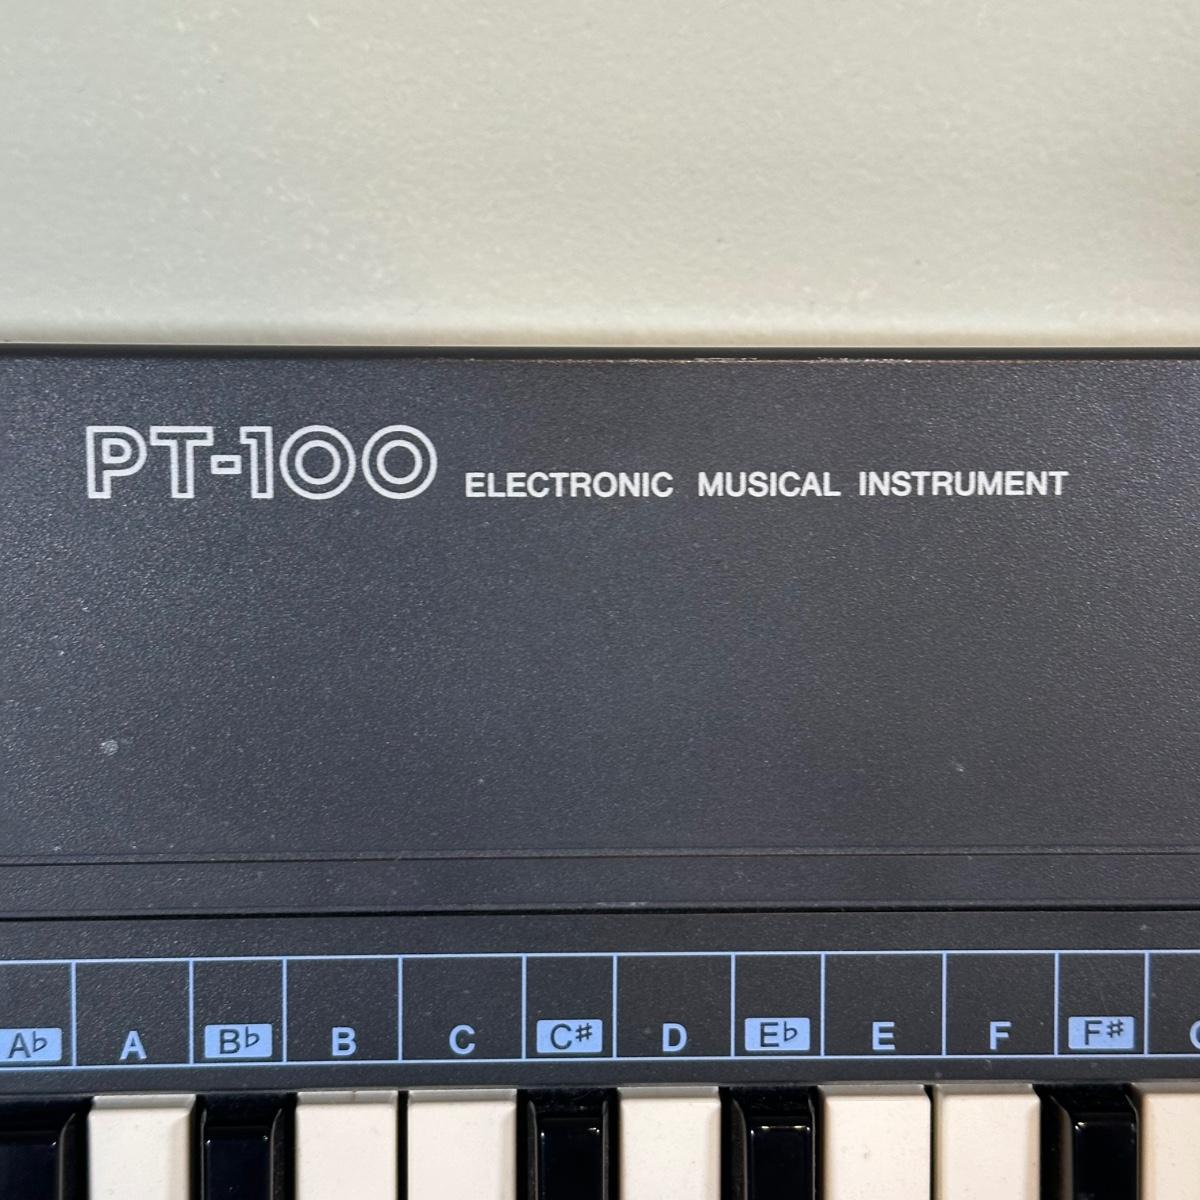 PT-100 ELECTRONIC MUSICAL INSTRUMENT
A♭ A B♭ B C C♯ D E♭ E F F♯